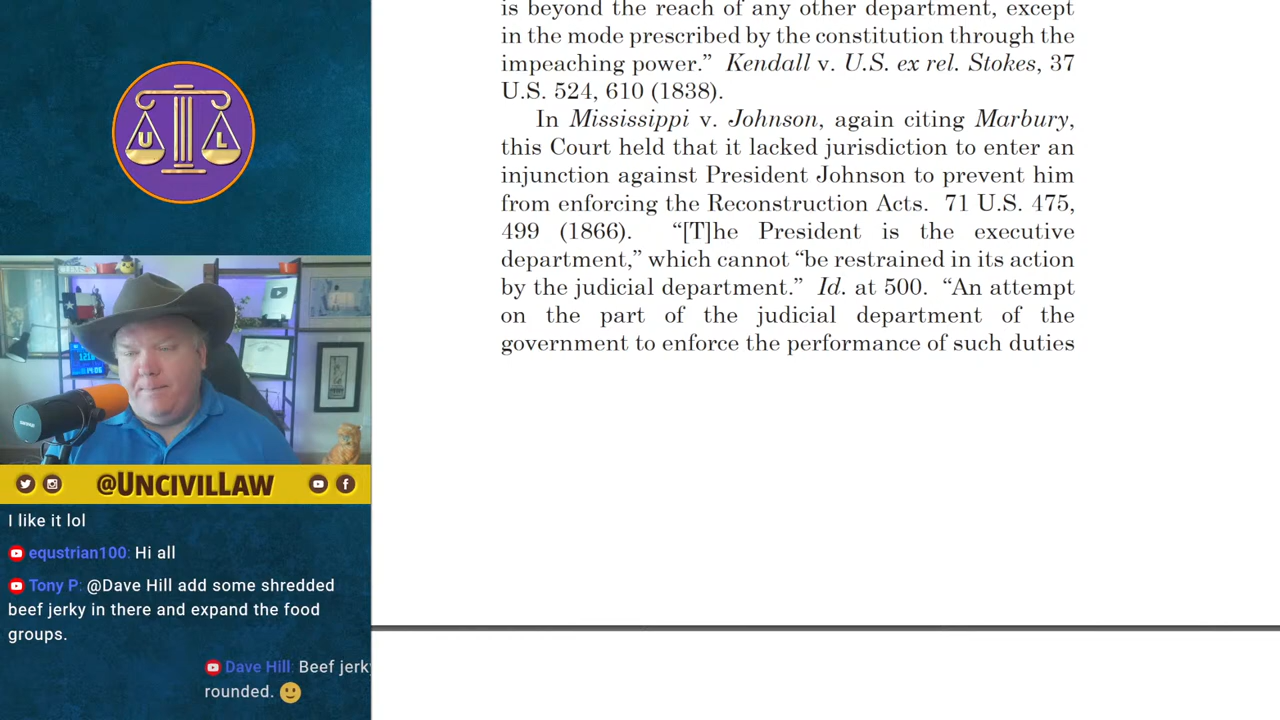 is beyond the reach of any other department, except
in the mode prescribed by the constitution through the
impeaching power.” Kendall v. U.S. ex rel. Stokes, 37
U.S. 524, 610 (1838).
In Mississippi v. Johnson, again citing Marbury,
this Court held that it lacked jurisdiction to enter an
injunction against President Johnson to prevent him
from enforcing the Reconstruction Acts. 71 U.S. 475,
499 (1866). “[T]he President is the executive
department,” which cannot “be restrained in its action
by the judicial department.” Id. at 500. “An attempt
on the part of the judicial department of the
government to enforce the performance of such duties
U L
@UNCIVILLAW
I like it lol
equstrian100: Hi all
Tony P: @Dave Hill add some shredded
beef jerky in there and expand the food
groups.
Dave Hill: Beef jerky
rounded.